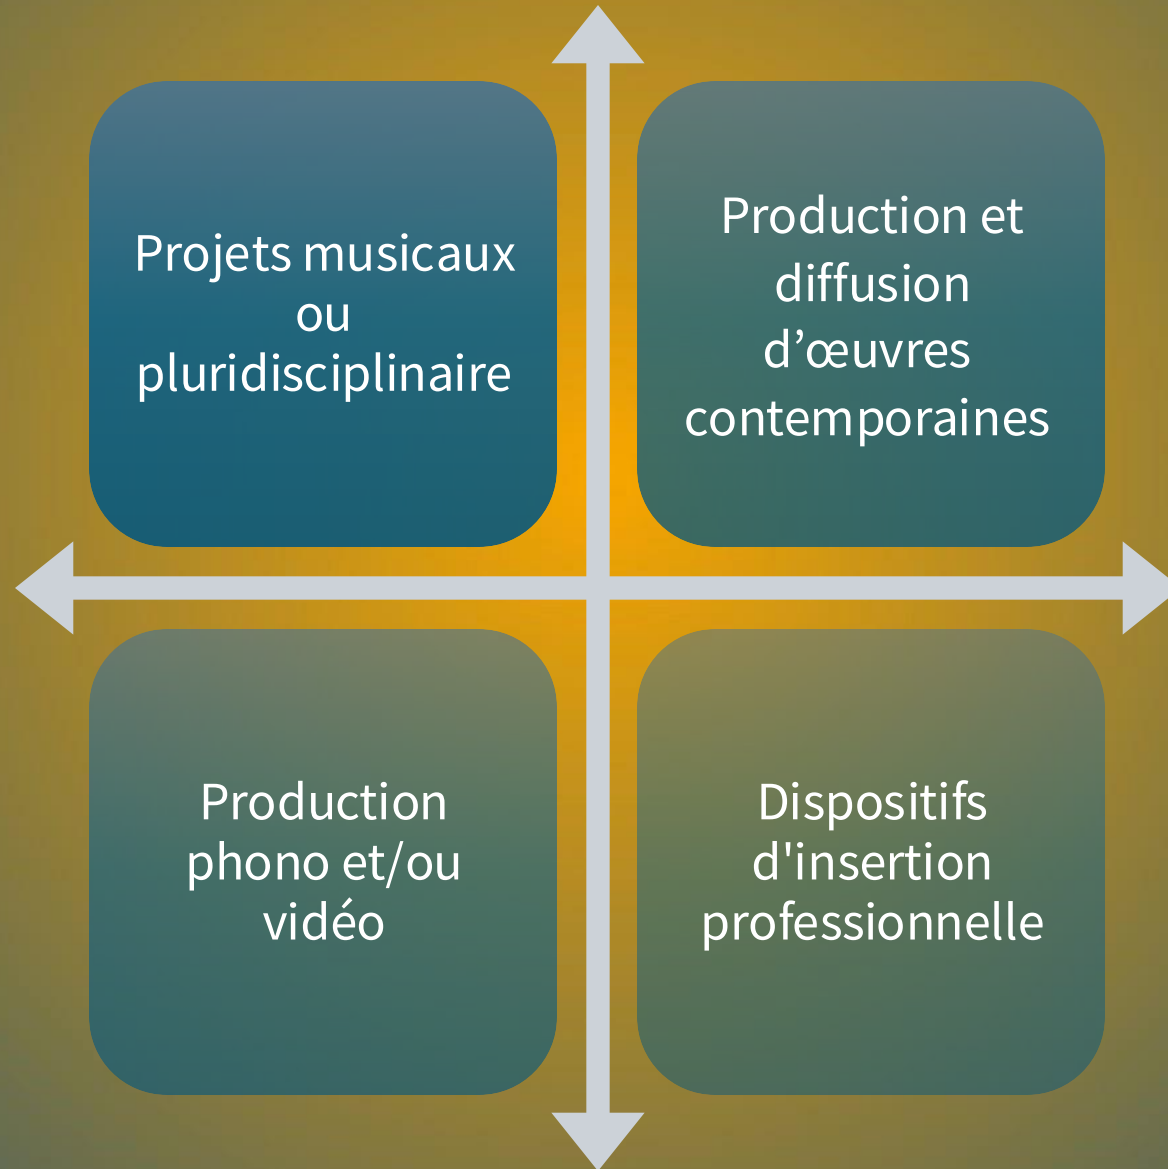 Projets musicaux
ou
pluridisciplinaire
Production et
diffusion
d’œuvres
contemporaines
Production
phono et/ou
vidéo
Dispositifs
d'insertion
professionnelle